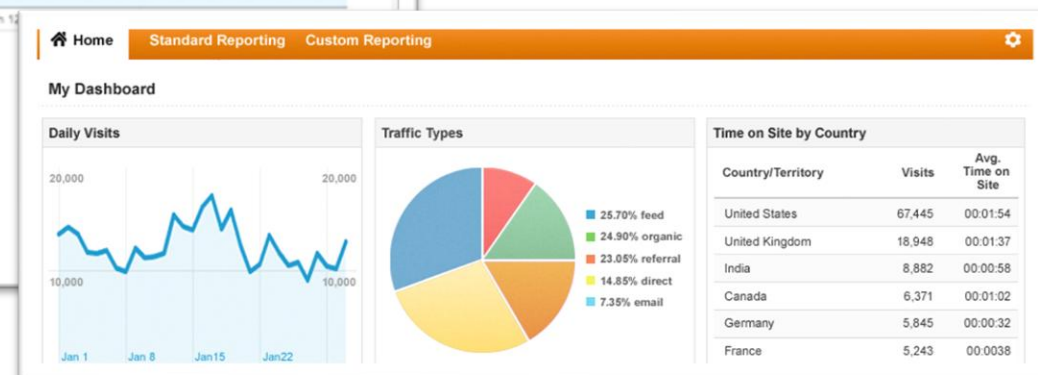 n 12
Home Standard Reporting Custom Reporting
My Dashboard
Daily Visits
20,000 20,000
10,000 10,000
Jan 1 Jan 8 Jan15 Jan22
Traffic Types
25.70% feed
24.90% organic
23.05% referral
14.85% direct
7.35% email
Time on Site by Country
Country/Territory Visits Avg. Time on Site
United States 67,445 00:01:54
United Kingdom 18,948 00:01:37
India 8,882 00:00:58
Canada 6,371 00:01:02
Germany 5,845 00:00:32
France 5,243 00:0038